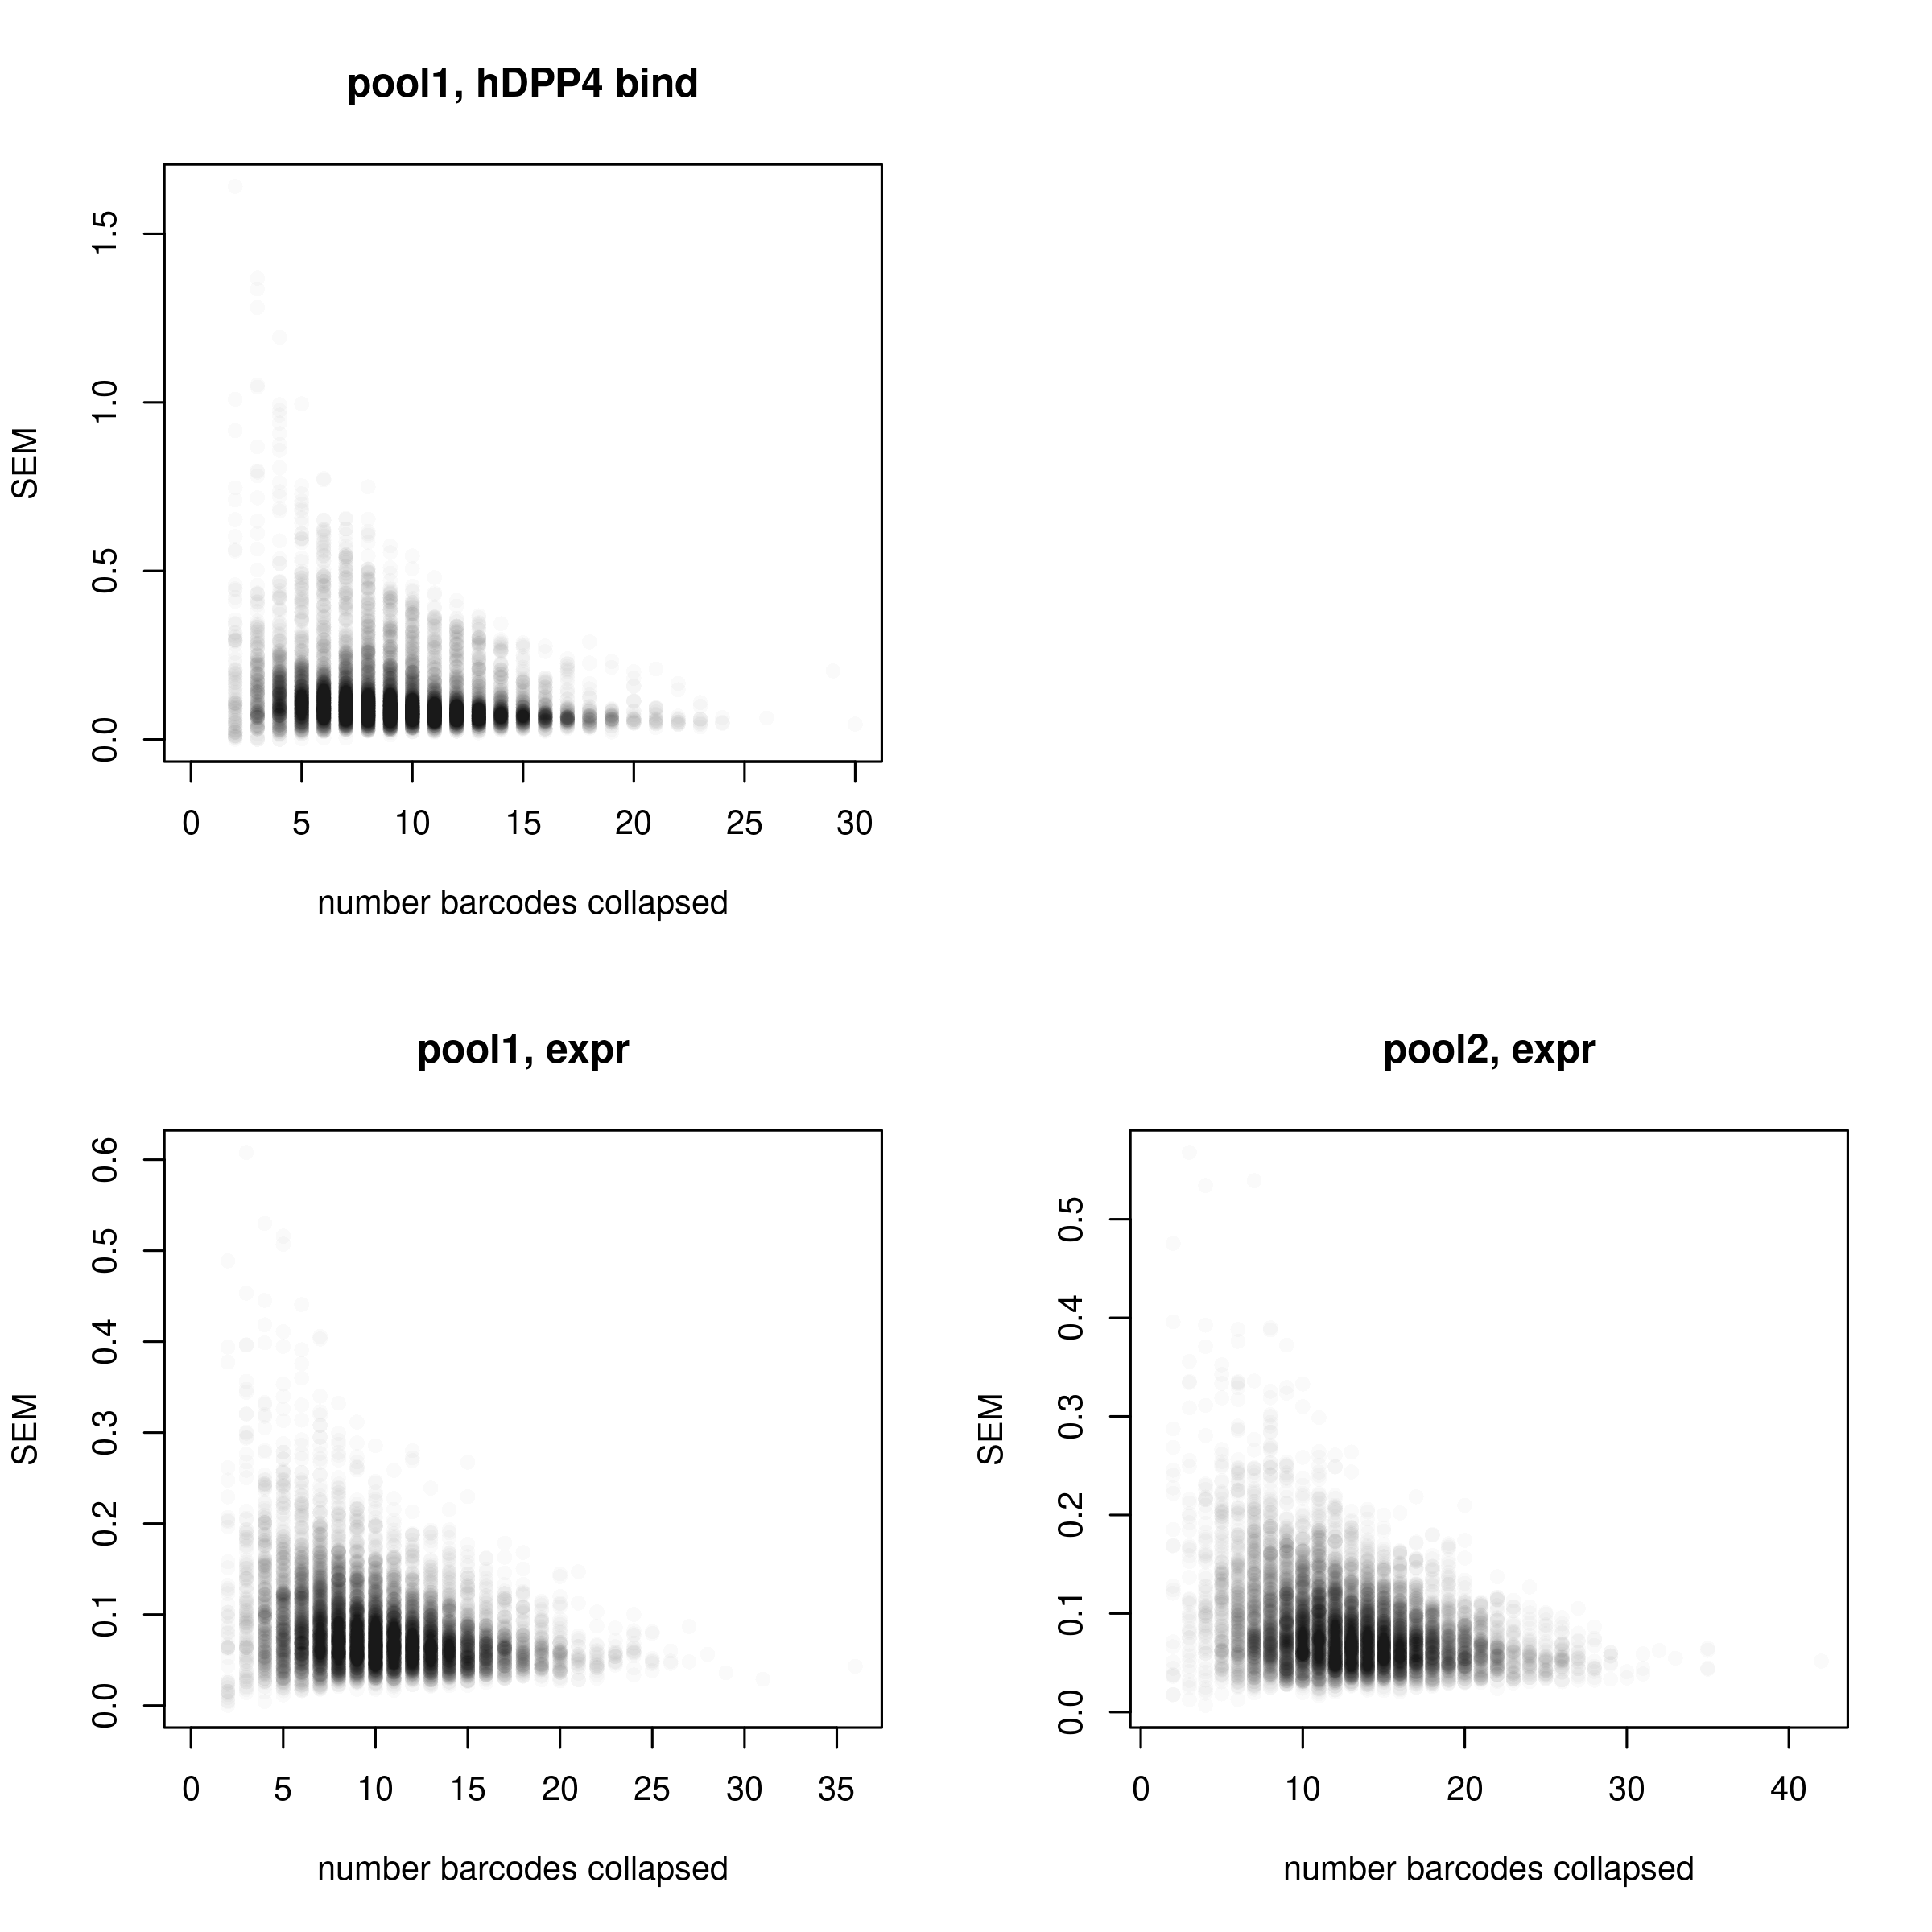 pool1, hDPP4 bind
SEM
1.5
1.0
0.5
0.0
0 5 10 15 20 25 30
number barcodes collapsed
pool1, expr
SEM
0.6
0.5
0.4
0.3
0.2
0.1
0.0
0 5 10 15 20 25 30 35
number barcodes collapsed
pool2, expr
SEM
0.5
0.4
0.3
0.2
0.1
0.0
0 10 20 30 40
number barcodes collapsed